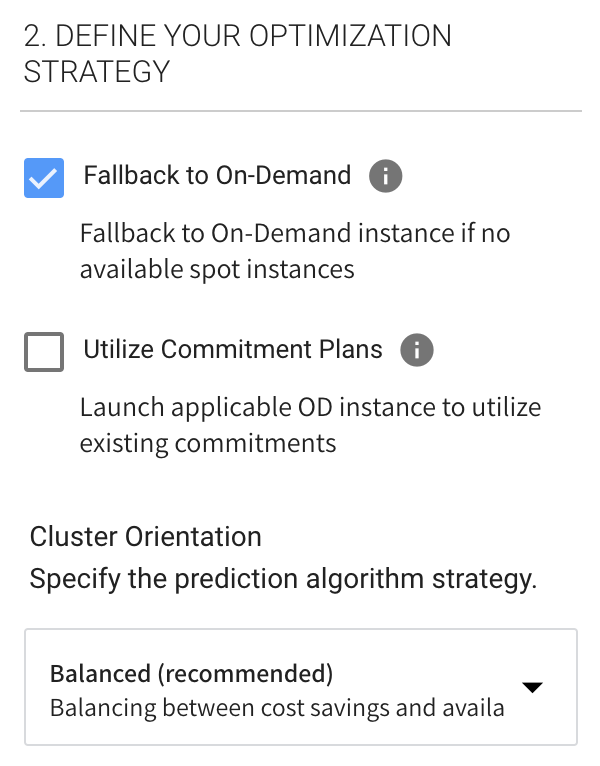 2. DEFINE YOUR OPTIMIZATION
STRATEGY
Fallback to On-Demand
Fallback to On-Demand instance if no
available spot instances
Utilize Commitment Plans
Launch applicable OD instance to utilize
existing commitments
Cluster Orientation
Specify the prediction algorithm strategy.
Balanced (recommended)
Balancing between cost savings and availa